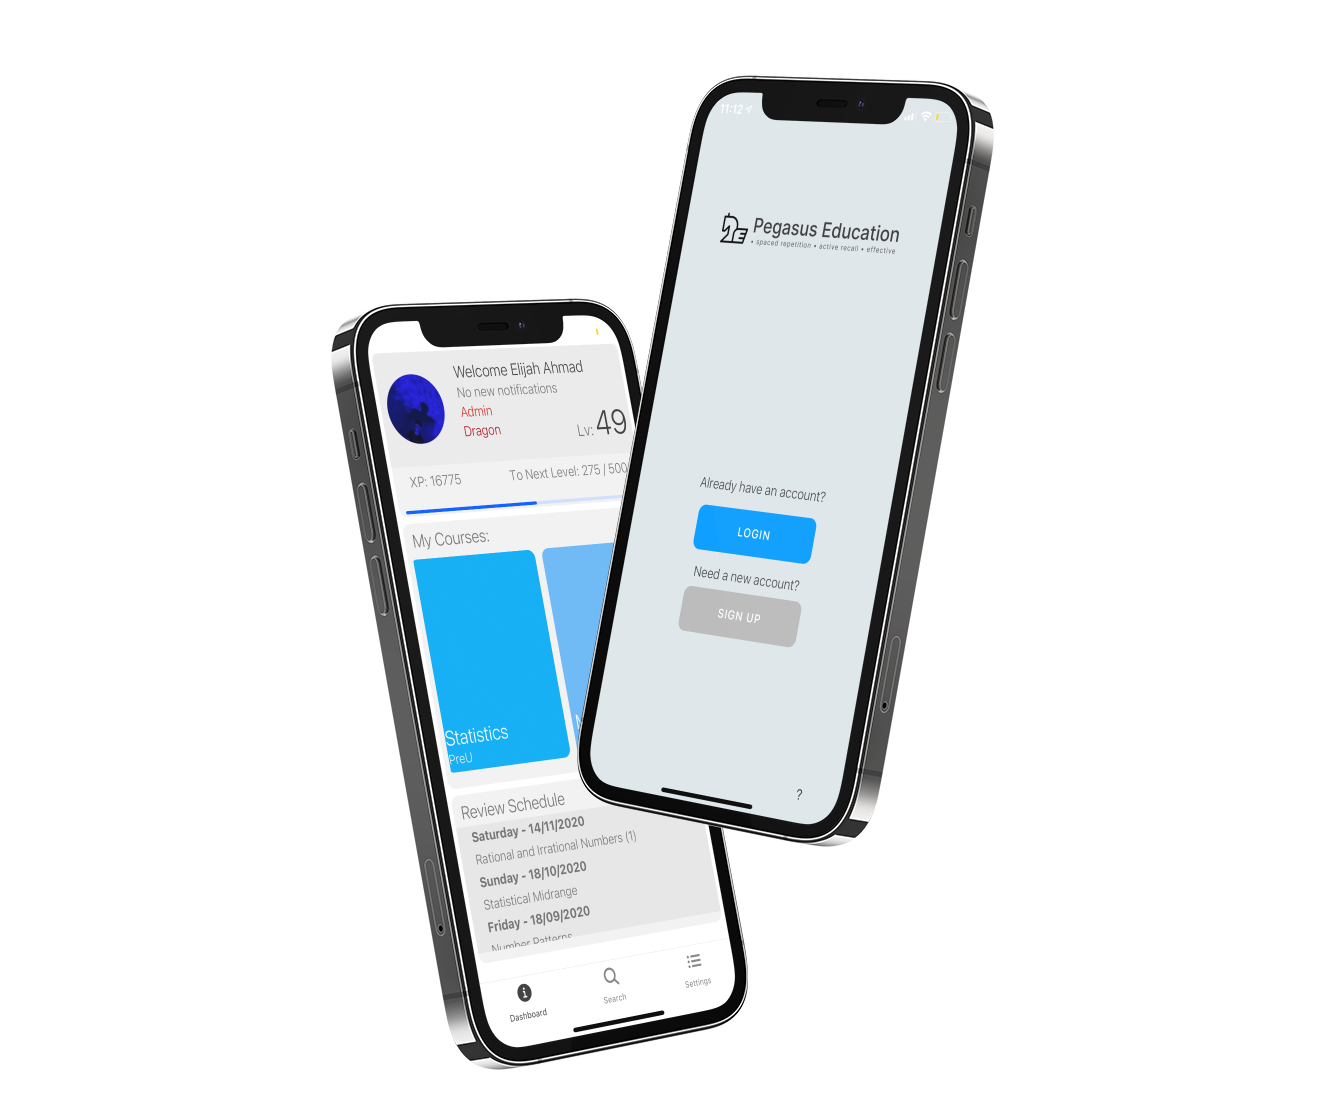 Welcome Elijah Ahmad
No new notifications
Admin
Dragon
Lv: 49
XP: 16775
To Next Level: 275 / 500
My Courses:
Statistics
PreU
Review Schedule
Saturday - 14/11/2020
Rational and Irrational Numbers (1)
Sunday - 18/10/2020
Statistical Midrange
Friday - 18/09/2020
Number Patterns
Dashboard
Search
Settings
11:12
Pegasus Education
• spaced repetition • active recall • effective
Already have an account?
LOGIN
Need a new account?
SIGN UP
?